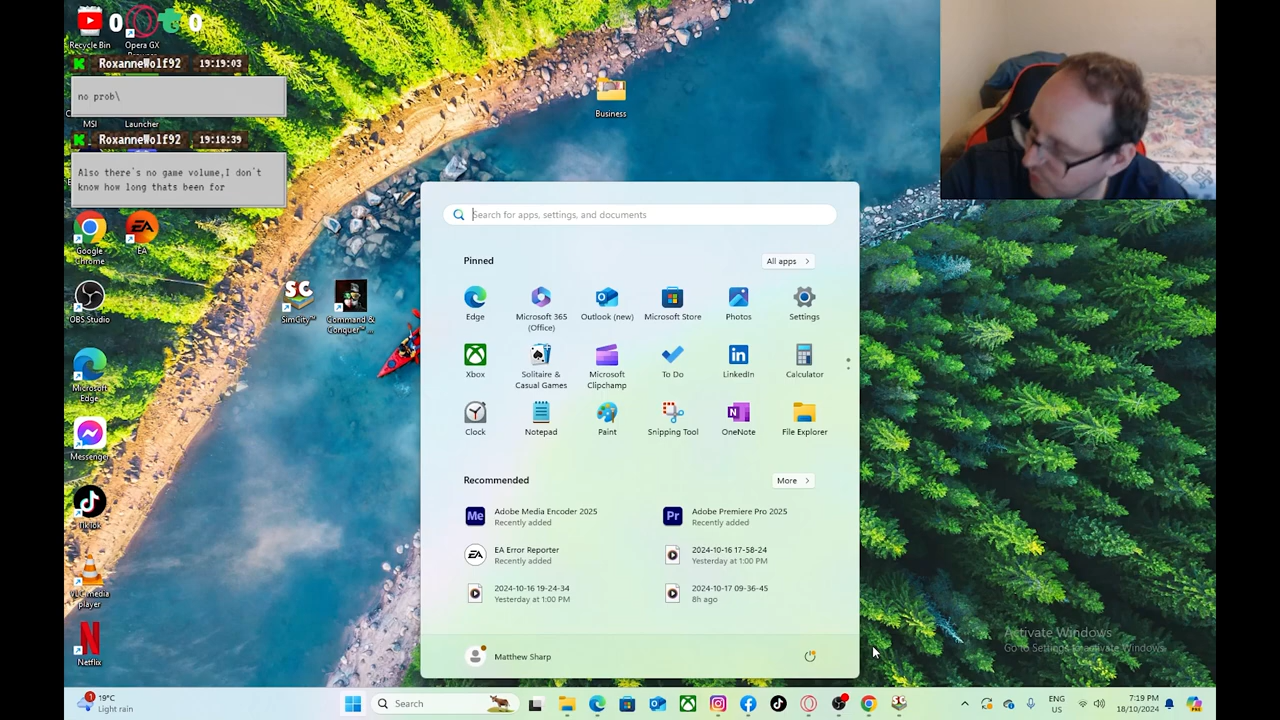 0
0
Recycle Bin
Opera GX
Browser
RoxanneWolf92 19:19:03
no prob\
MSI
Launcher
RoxanneWolf92 19:18:39
Also there's no game volume,I don't
know how long thats been for
Google
Chrome
EA
OBS Studio
SC
SimCity™
Command &
Conquer™ ...
Microsoft
Edge
Messenger
TikTok
VLC media
player
Netflix
Business
Search for apps, settings, and documents
Pinned
All apps
Edge
Microsoft 365
(Office)
Outlook (new)
Microsoft Store
Photos
Settings
Xbox
Solitaire &
Casual Games
Microsoft
Clipchamp
To Do
LinkedIn
Calculator
Clock
Notepad
Paint
Snipping Tool
OneNote
File Explorer
Recommended
More
Adobe Media Encoder 2025
Recently added
Adobe Premiere Pro 2025
Recently added
EA Error Reporter
Recently added
2024-10-16 17-58-24
Yesterday at 1:00 PM
2024-10-16 19-24-34
Yesterday at 1:00 PM
2024-10-17 09-36-45
8h ago
Matthew Sharp
Activate Windows
Go to Settings to activate Windows.
1
19°C
Light rain
Search
ENG
US
7:19 PM
18/10/2024